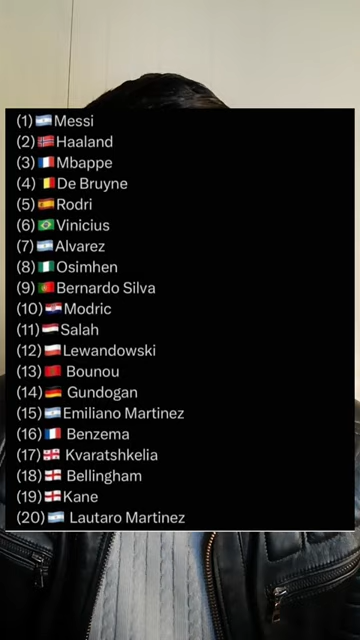 (1)🇦🇷Messi
(2)🇳🇴Haaland
(3)🇫🇷Mbappe
(4)🇧🇪De Bruyne
(5)🇪🇸Rodri
(6)🇧🇷Vinicius
(7)🇦🇷Alvarez
(8)🇳🇬Osimhen
(9)🇵🇹Bernardo Silva
(10)🇭🇷Modric
(11)🇪🇬Salah
(12)🇵🇱Lewandowski
(13)🇲🇦 Bounou
(14)🇩🇪 Gundogan
(15)🇦🇷Emiliano Martinez
(16)🇫🇷 Benzema
(17)🇬🇪 Kvaratshkelia
(18)🏴󠁧󠁢󠁥󠁮󠁧󠁿 Bellingham
(19)🏴󠁧󠁢󠁥󠁮󠁧󠁿Kane
(20)🇦🇷 Lautaro Martinez